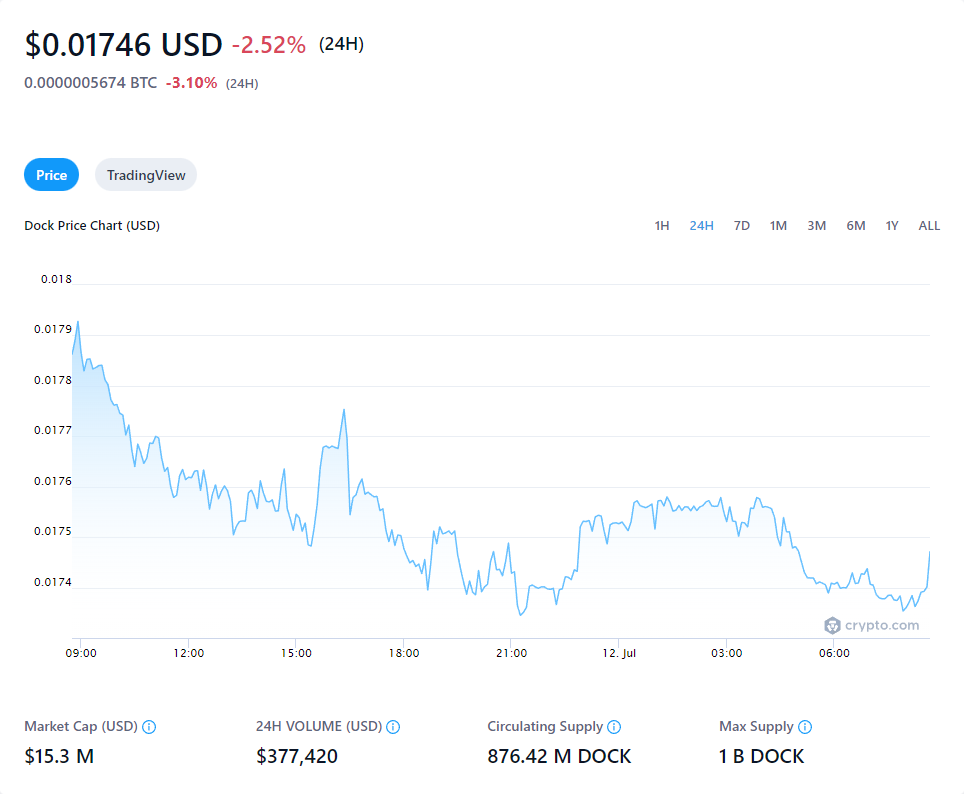 $0.01746 USD -2.52% (24H)
0.0000005674 BTC -3.10% (24H)
Price TradingView
Dock Price Chart (USD) 1H 24H 7D 1M 3M 6M 1Y ALL
0.018
0.0179
0.0178
0.0177
0.0176
0.0175
0.0174
crypto.com
09:00 12:00 15:00 18:00 21:00 12. Jul 03:00 06:00
Market Cap (USD) 24H VOLUME (USD) Circulating Supply Max Supply
$15.3 M $377,420 876.42 M DOCK 1 B DOCK